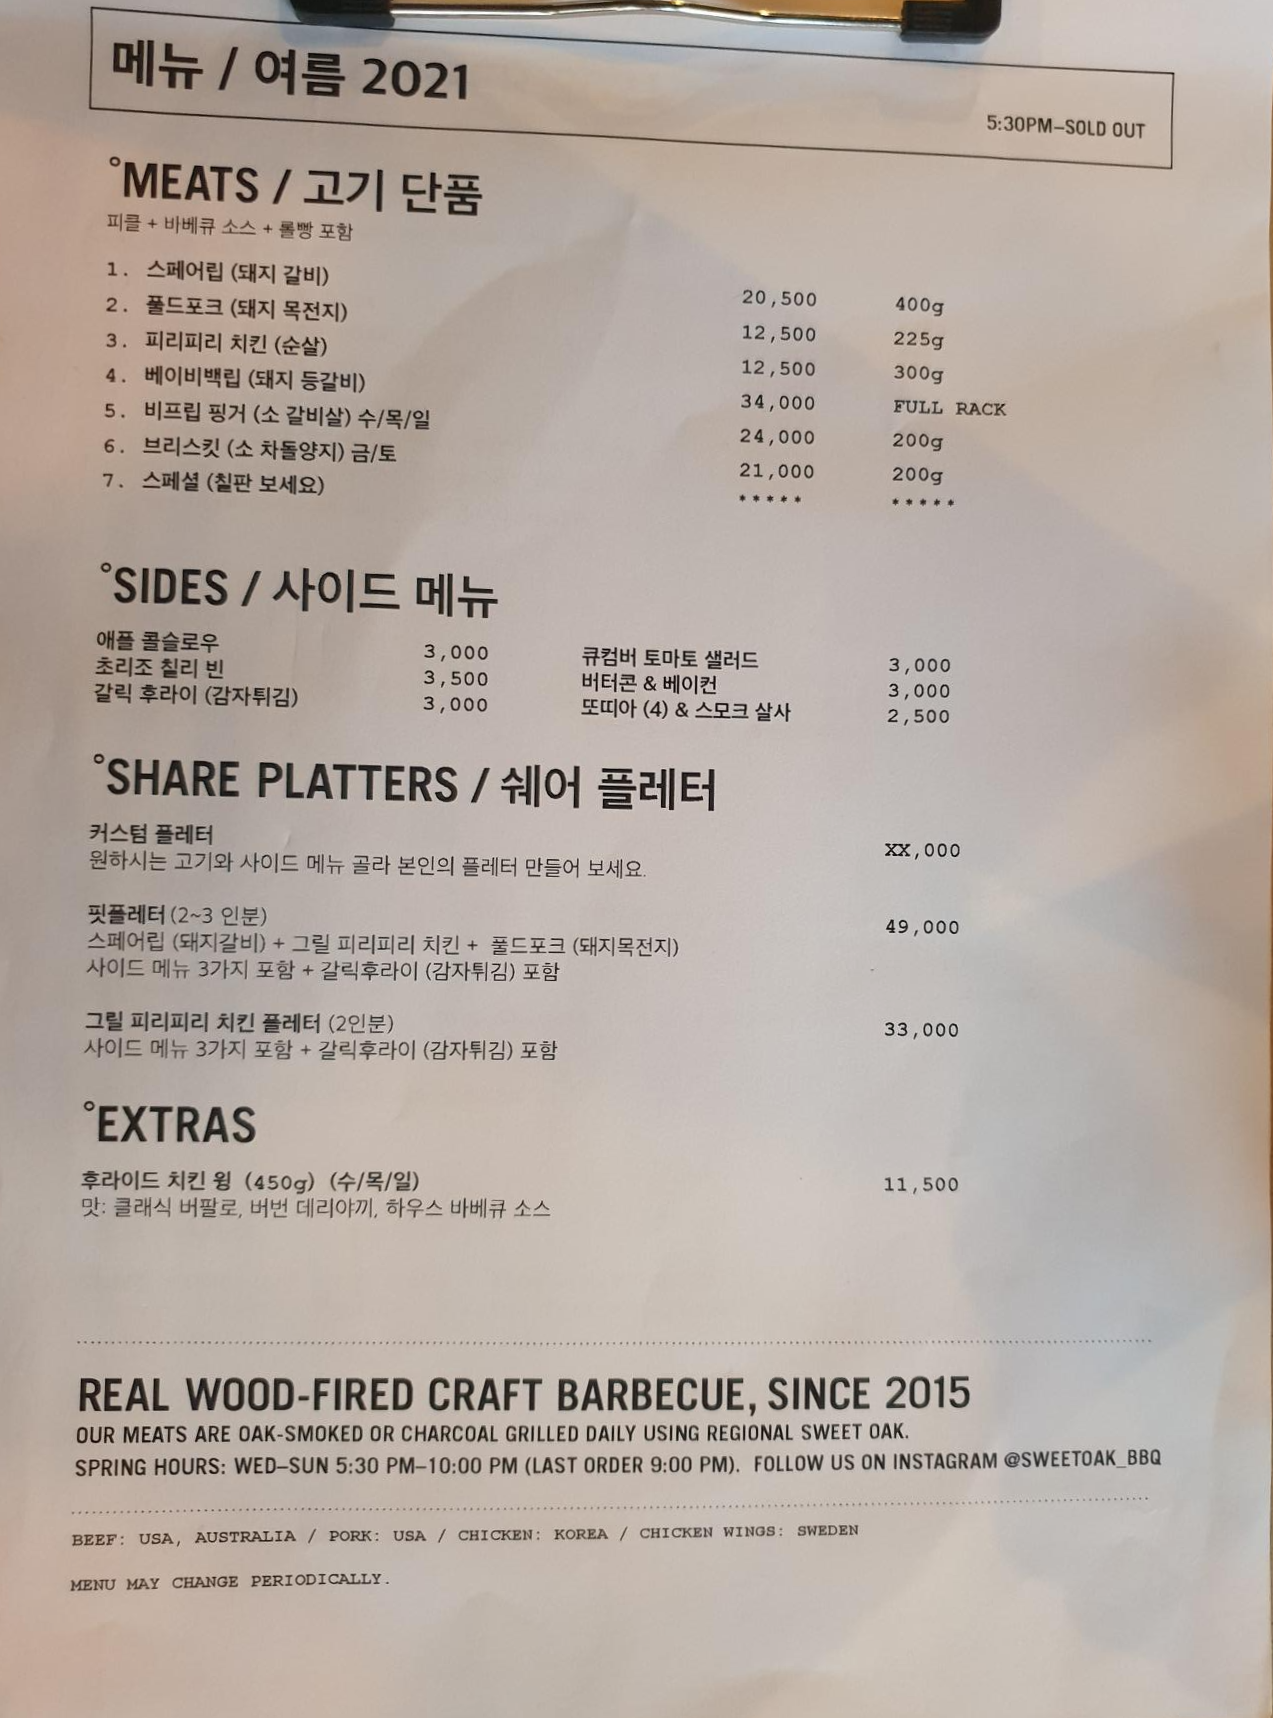 메뉴 / 여름 2021
5:30PM–SOLD OUT
°MEATS / 고기 단품
피클 + 바베큐 소스 + 롤빵 포함
1. 스페어립 (돼지 갈비) 20,500 400g
2. 풀드포크 (돼지 목전지) 12,500 225g
3. 피리피리 치킨 (순살) 12,500 300g
4. 베이비백립 (돼지 등갈비) 34,000 FULL RACK
5. 비프립 핑거 (소 갈비살) 수/목/일 24,000 200g
6. 브리스킷 (소 차돌양지) 금/토 21,000 200g
7. 스페셜 (칠판 보세요) ***** *****
°SIDES / 사이드 메뉴
애플 콜슬로우 3,000 큐컴버 토마토 샐러드 3,000
초리조 칠리 빈 3,500 버터콘 & 베이컨 3,000
갈릭 후라이 (감자튀김) 3,000 또띠아 (4) & 스모크 살사 2,500
°SHARE PLATTERS / 쉐어 플레터
커스텀 플레터 XX,000
원하시는 고기와 사이드 메뉴 골라 본인의 플레터 만들어 보세요.
핏플레터 (2~3 인분) 49,000
스페어립 (돼지갈비) + 그릴 피리피리 치킨 + 풀드포크 (돼지목전지)
사이드 메뉴 3가지 포함 + 갈릭후라이 (감자튀김) 포함
그릴 피리피리 치킨 플레터 (2인분) 33,000
사이드 메뉴 3가지 포함 + 갈릭후라이 (감자튀김) 포함
°EXTRAS
후라이드 치킨 윙 (450g) (수/목/일) 11,500
맛: 클래식 버팔로, 버번 데리야끼, 하우스 바베큐 소스
REAL WOOD-FIRED CRAFT BARBECUE, SINCE 2015
OUR MEATS ARE OAK-SMOKED OR CHARCOAL GRILLED DAILY USING REGIONAL SWEET OAK.
SPRING HOURS: WED–SUN 5:30 PM–10:00 PM (LAST ORDER 9:00 PM). FOLLOW US ON INSTAGRAM @SWEETOAK_BBQ
BEEF: USA, AUSTRALIA / PORK: USA / CHICKEN: KOREA / CHICKEN WINGS: SWEDEN
MENU MAY CHANGE PERIODICALLY.